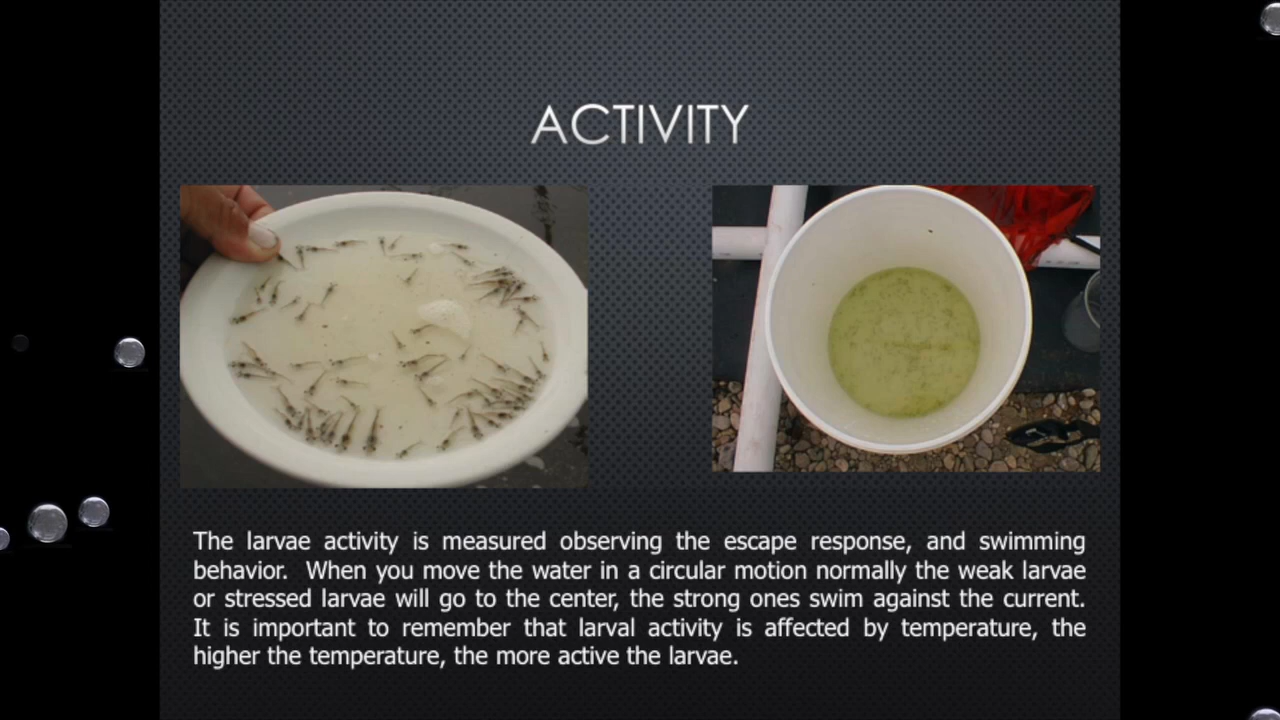 ACTIVITY
The larvae activity is measured observing the escape response, and swimming
behavior. When you move the water in a circular motion normally the weak larvae
or stressed larvae will go to the center, the strong ones swim against the current.
It is important to remember that larval activity is affected by temperature, the
higher the temperature, the more active the larvae.